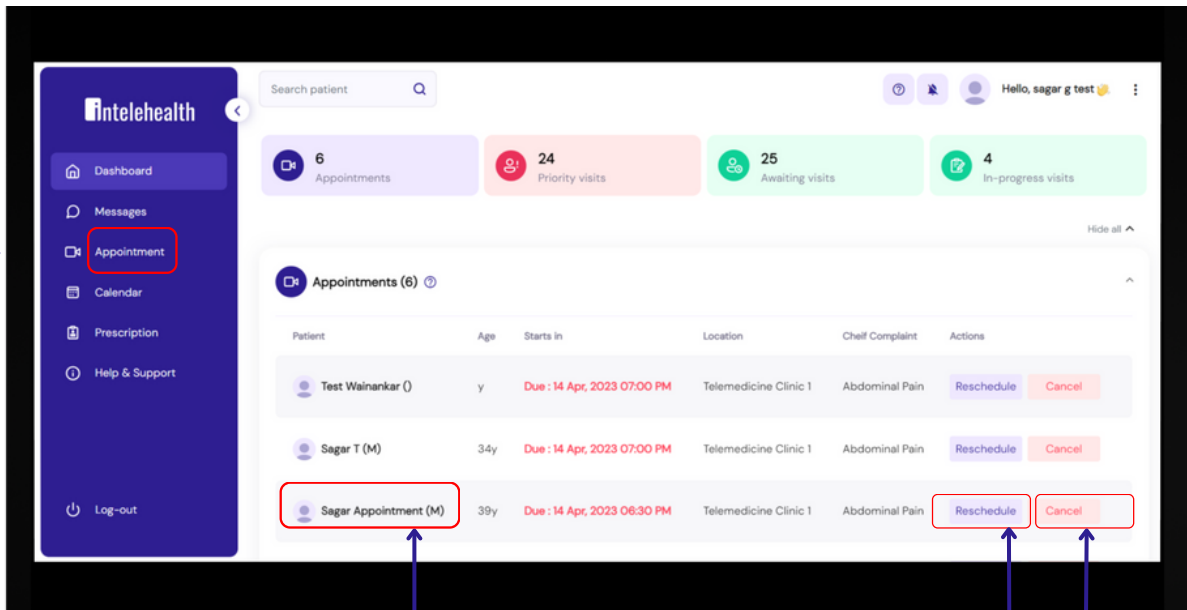 Search patient
Hello, sagar g test 👋
intelehealth
Dashboard
Messages
Appointment
Calendar
Prescription
Help & Support
Log-out
6
Appointments
24
Priority visits
25
Awaiting visits
4
In-progress visits
Hide all
Appointments (6)
Patient Age Starts in Location Cheif Complaint Actions
Test Wainankar () y Due : 14 Apr, 2023 07:00 PM Telemedicine Clinic 1 Abdominal Pain Reschedule Cancel
Sagar T (M) 34y Due : 14 Apr, 2023 07:00 PM Telemedicine Clinic 1 Abdominal Pain Reschedule Cancel
Sagar Appointment (M) 39y Due : 14 Apr, 2023 06:30 PM Telemedicine Clinic 1 Abdominal Pain Reschedule Cancel